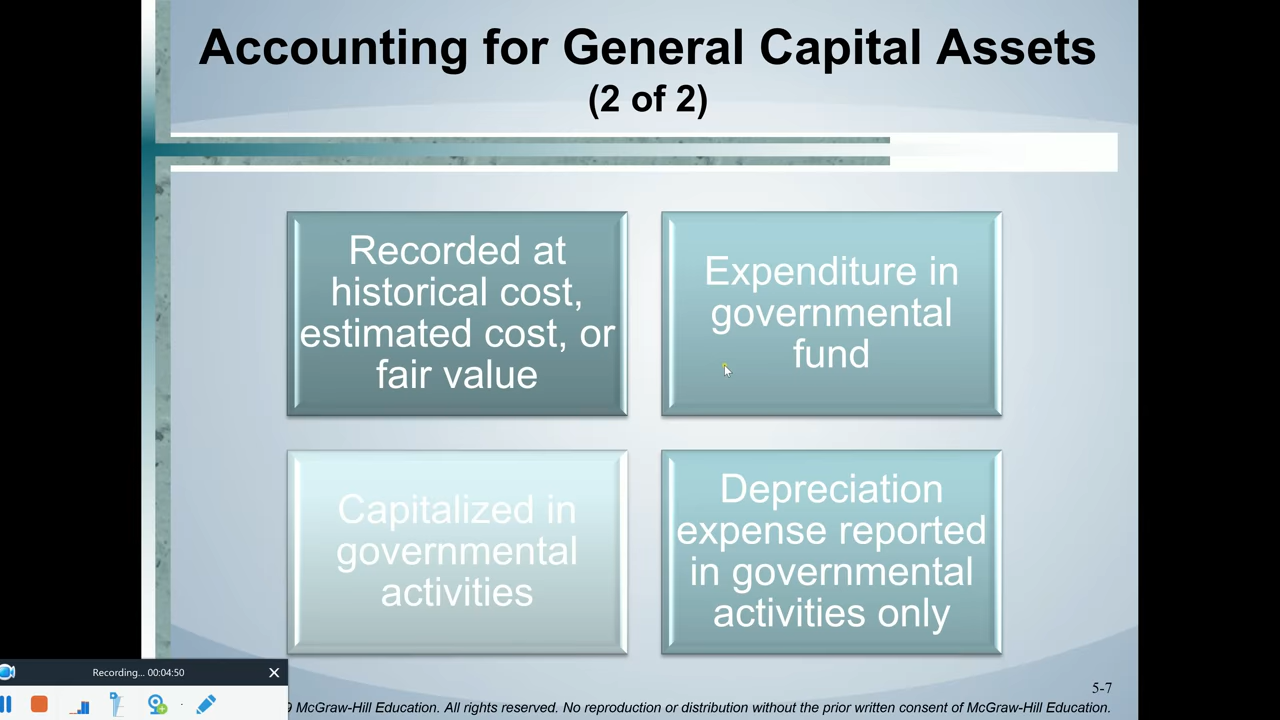 Accounting for General Capital Assets
(2 of 2)
Recorded at
historical cost,
estimated cost, or
fair value
Expenditure in
governmental
fund
Capitalized in
governmental
activities
Depreciation
expense reported
in governmental
activities only
5-7
McGraw-Hill Education. All rights reserved. No reproduction or distribution without the prior written consent of McGraw-Hill Education.
Recording... 00:04:50